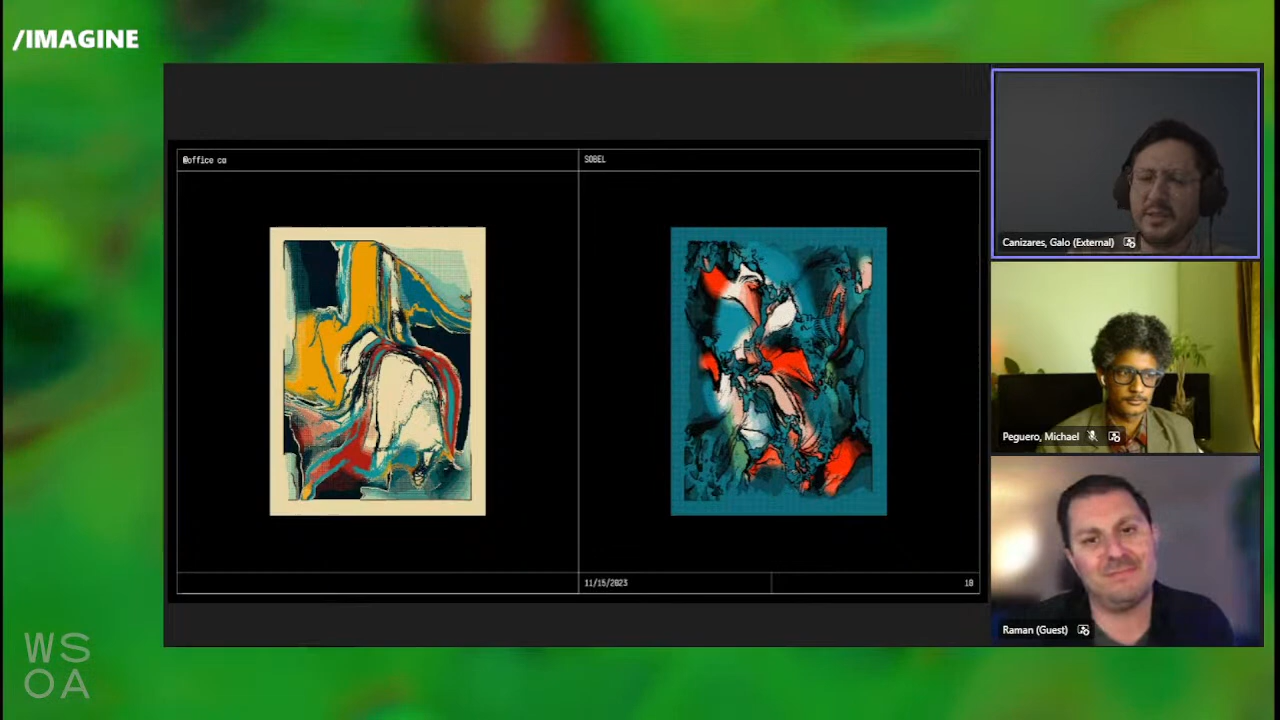 /IMAGINE
@office ca
SOBEL
11/15/2023
18
Canizares, Galo (External)
Peguero, Michael
Raman (Guest)
WS
OA